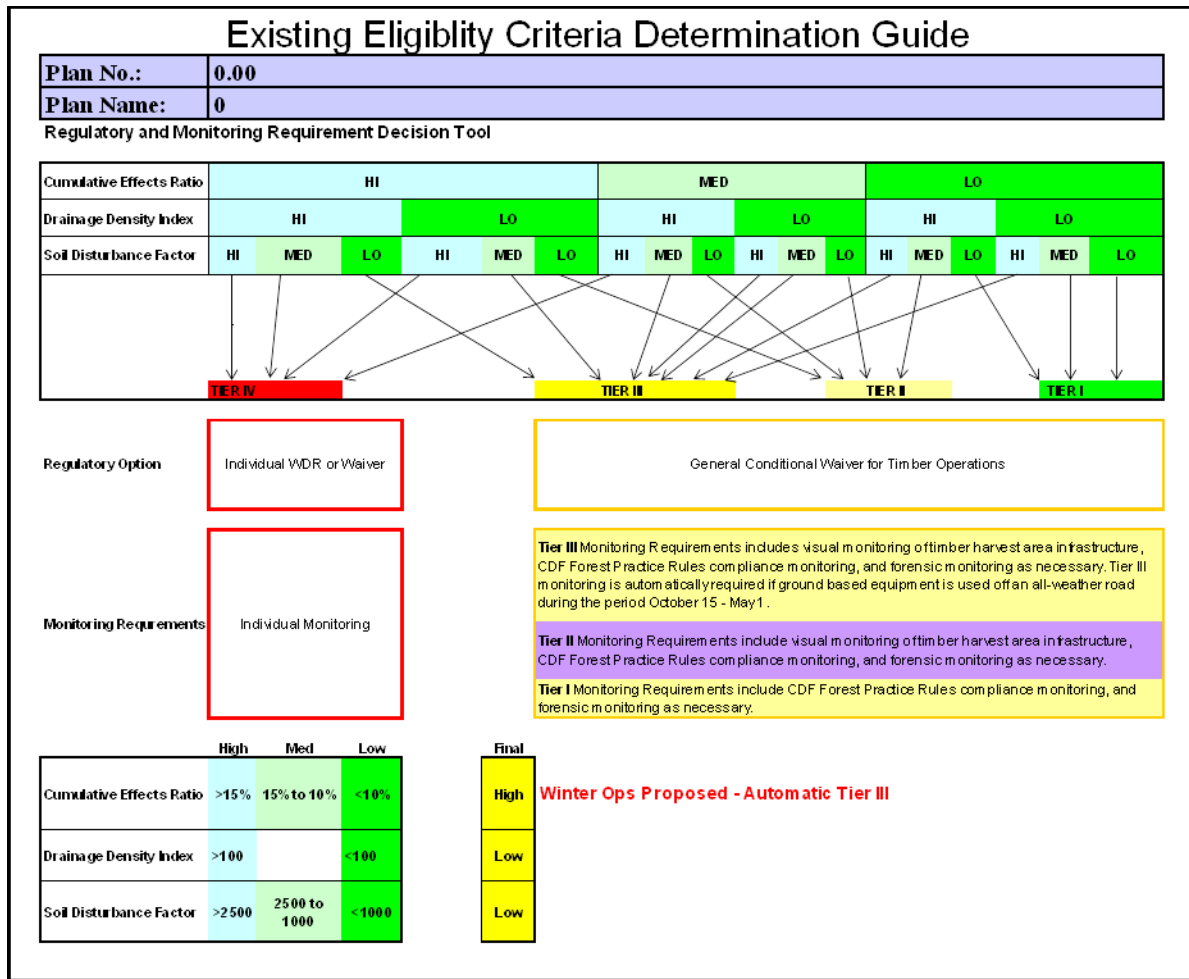 Existing Eligiblity Criteria Determination Guide
Plan No.: 0.00
Plan Name: 0
Regulatory and Monitoring Requirement Decision Tool
Cumulative Effects Ratio HI MED LO
Drainage Density Index HI LO HI LO HI LO
Soil Disturbance Factor HI MED LO HI MED LO HI MED LO HI MED LO HI MED LO HI MED LO
TIER IV TIER III TIER II TIER I
Regulatory Option Individual WDR or Waiver General Conditional Waiver for Timber Operations
Tier III Monitoring Requirements includes visual monitoring of timber harvest area infrastructure,
CDF Forest Practice Rules compliance monitoring, and forensic monitoring as necessary. Tier III
monitoring is automatically required if ground based equipment is used off an all-weather road
during the period October 15 - May 1.
Monitoring Requrements Individual Monitoring
Tier II Monitoring Requirements include visual monitoring of timber harvest area infrastructure,
CDF Forest Practice Rules compliance monitoring, and forensic monitoring as necessary.
Tier I Monitoring Requirements include CDF Forest Practice Rules compliance monitoring, and
forensic monitoring as necessary.
High Med Low Final
Cumulative Effects Ratio >15% 15% to 10% <10% High Winter Ops Proposed - Automatic Tier III
Drainage Density Index >100 <100 Low
Soil Disturbance Factor >2500 2500 to 1000 <1000 Low